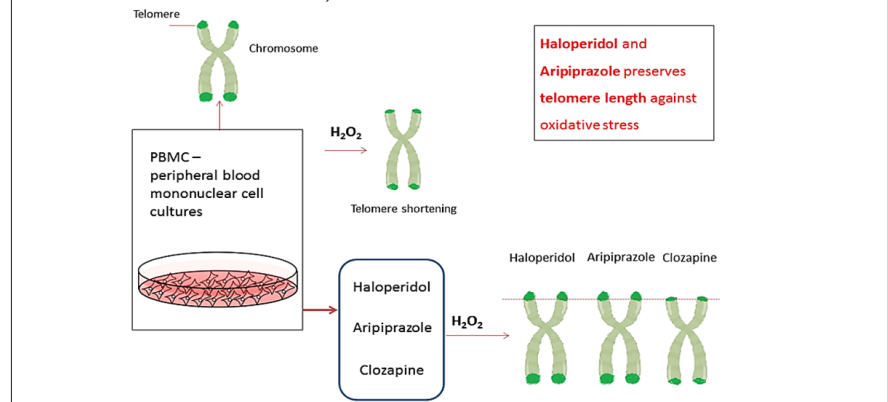 Telomere
Chromosome
Haloperidol and
Aripiprazole preserves
telomere length against
oxidative stress
PBMC –
peripheral blood
mononuclear cell
cultures
H₂O₂
Telomere shortening
Haloperidol
Aripiprazole
Clozapine
H₂O₂
Haloperidol Aripiprazole Clozapine